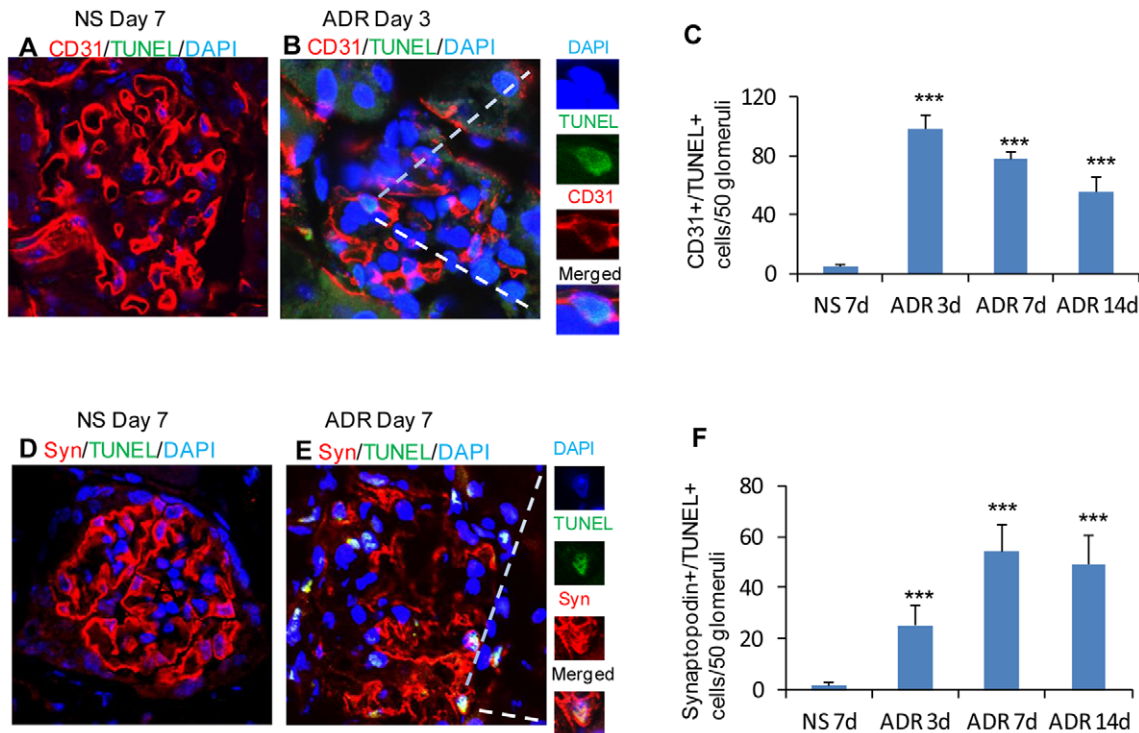 NS Day 7
A CD31/TUNEL/DAPI
ADR Day 3
B CD31/TUNEL/DAPI
DAPI
TUNEL
CD31
Merged
C
CD31+/TUNEL+
cells/50 glomeruli
120
80
40
0
NS 7d ADR 3d ADR 7d ADR 14d
***
***
***
NS Day 7
D Syn/TUNEL/DAPI
A
ADR Day 7
E Syn/TUNEL/DAPI
DAPI
TUNEL
Syn
Merged
F
Synaptopodin+/TUNEL+
cells/50 glomeruli
80
60
40
20
0
NS 7d ADR 3d ADR 7d ADR 14d
***
***
***